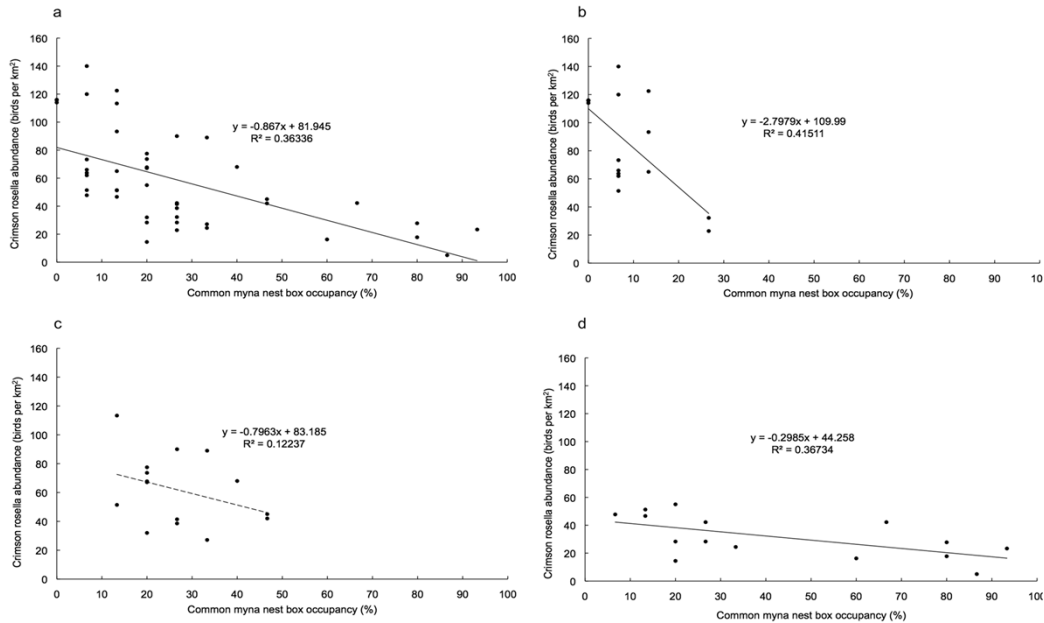 a
160
140
120
100
80
60
40
20
0
Crimson rosella abundance (birds per km²)
y = -0.867x + 81.945
R² = 0.36336
0 10 20 30 40 50 60 70 80 90 100
Common myna nest box occupancy (%)
b
160
140
120
100
80
60
40
20
0
Crimson rosella abundance (birds per km²)
y = -2.7979x + 109.99
R² = 0.41511
0 10 20 30 40 50 60 70 80 90 100
Common myna nest box occupancy (%)
c
160
140
120
100
80
60
40
20
0
Crimson rosella abundance (birds per km²)
y = -0.7963x + 83.185
R² = 0.12237
0 10 20 30 40 50 60 70 80 90 100
Common myna nest box occupancy (%)
d
160
140
120
100
80
60
40
20
0
Crimson rosella abundance (birds per km²)
y = -0.2985x + 44.258
R² = 0.36734
0 10 20 30 40 50 60 70 80 90 100
Common myna nest box occupancy (%)